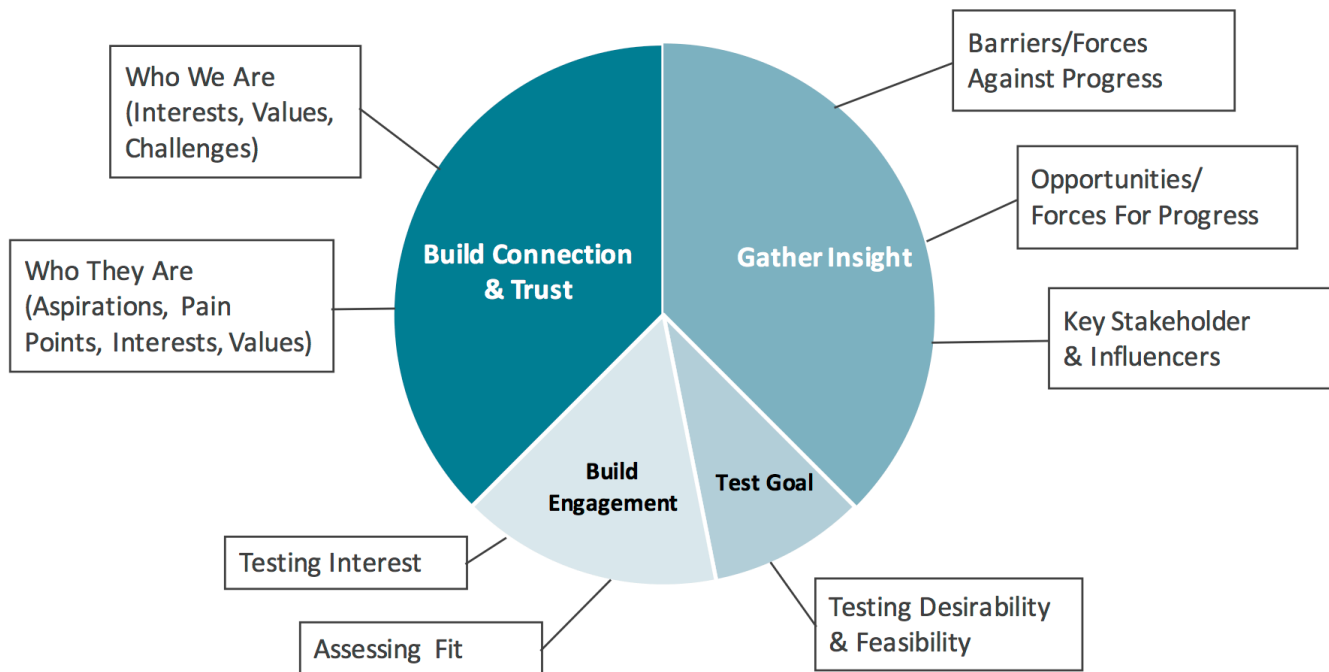 Who We Are
(Interests, Values,
Challenges)
Who They Are
(Aspirations, Pain
Points, Interests, Values)
Build Connection
& Trust
Gather Insight
Barriers/Forces
Against Progress
Opportunities/
Forces For Progress
Key Stakeholder
& Influencers
Build
Engagement
Test Goal
Testing Interest
Assessing Fit
Testing Desirability
& Feasibility